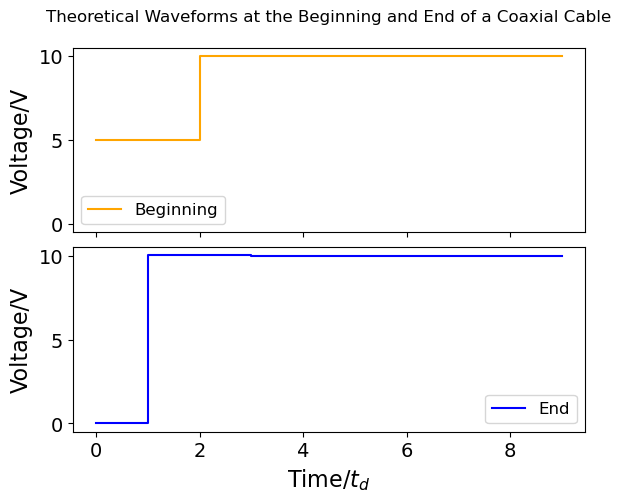 Theoretical Waveforms at the Beginning and End of a Coaxial Cable
10
Voltage/V
5
0
Beginning
10
Voltage/V
5
0
End
0 2 4 6 8
Time/t_d